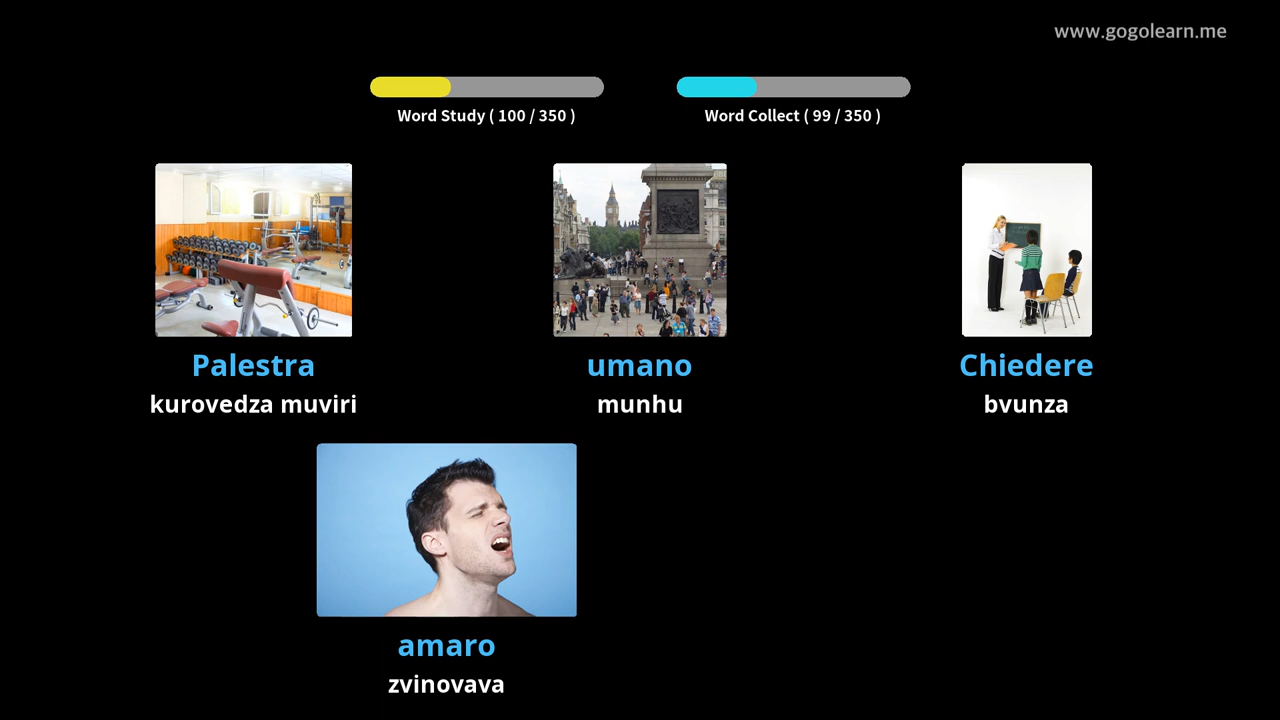 www.gogolearn.me
Word Study ( 100 / 350 )
Word Collect ( 99 / 350 )
Palestra
kurovedza muviri
umano
munhu
Chiedere
bvunza
amaro
zvinovava